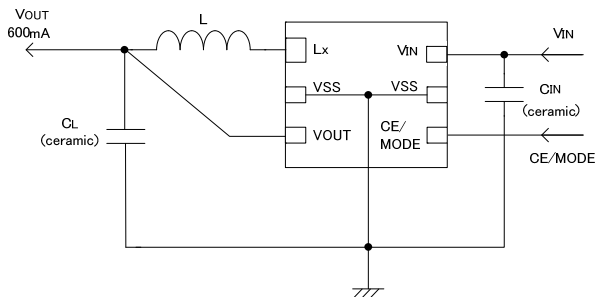 VOUT
600mA
L
Lx
VIN
VIN
VSS
VSS
CIN
(ceramic)
CL
(ceramic)
VOUT
CE/
MODE
CE/MODE